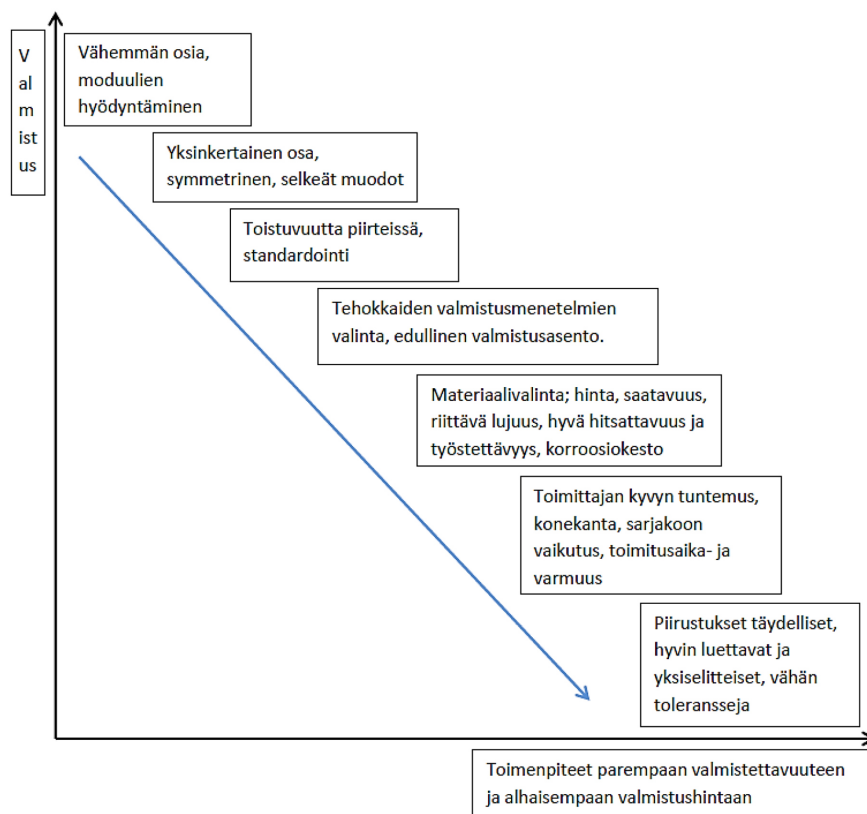 V
al
m
ist
us
Vähemmän osia,
moduulien
hyödyntäminen
Yksinkertainen osa,
symmetrinen, selkeät muodot
Toistuvuutta piirteissä,
standardointi
Tehokkaiden valmistusmenetelmien
valinta, edullinen valmistusasento.
Materiaalivalinta; hinta, saatavuus,
riittävä lujuus, hyvä hitsattavuus ja
työstettävyys, korroosiokesto
Toimittajan kyvyn tuntemus,
konekanta, sarjakoon
vaikutus, toimitusaika- ja
varmuus
Piirustukset täydelliset,
hyvin luettavat ja
yksiselitteiset, vähän
toleransseja
Toimenpiteet parempaan valmistettavuuteen
ja alhaisempaan valmistushintaan